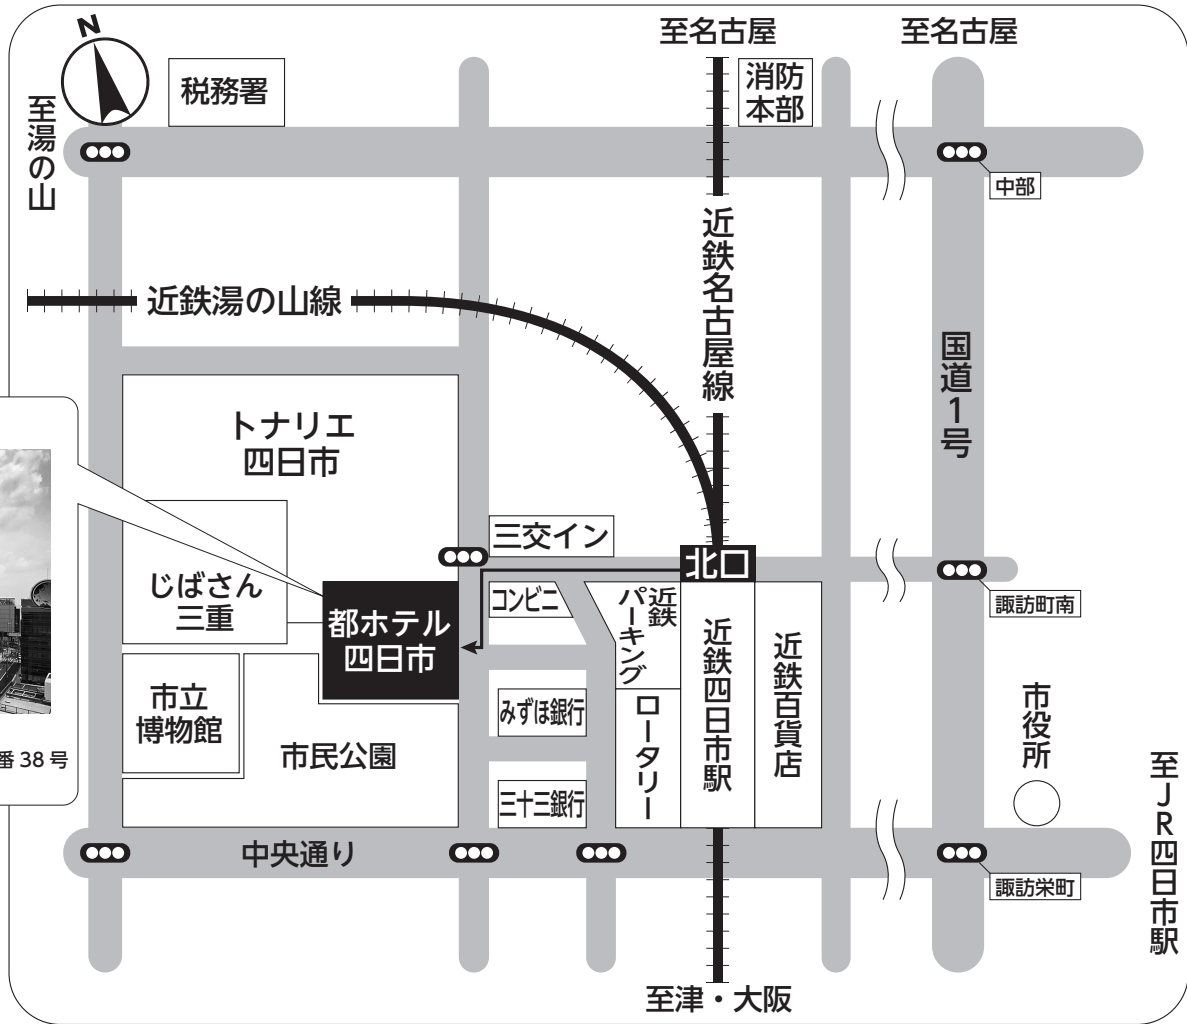 N
至名古屋
至名古屋
税務署
消防
本部
至湯の山
中部
近鉄名古屋線
近鉄湯の山線
国道1号
トナリエ
四日市
三交イン
北口
じばさん
三重
コンビニ
近鉄
パーキング
諏訪町南
都ホテル
四日市
近鉄四日市駅
近鉄百貨店
市立
博物館
みずほ銀行
ロータリー
市役所
市民公園
番 38 号
三十三銀行
至JR四日市駅
中央通り
諏訪栄町
至津・大阪